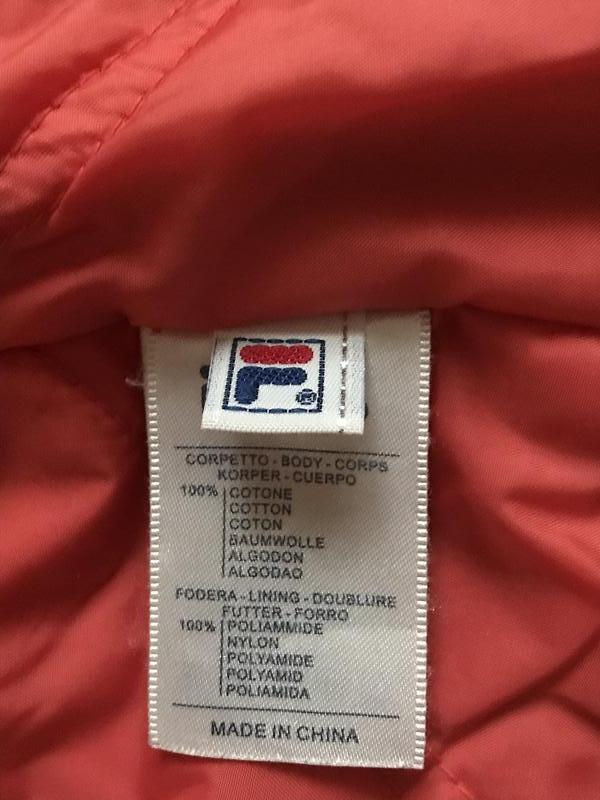 F
CORPETTO - BODY - CORPS
KORPER - CUERPO
100% COTONE
COTTON
COTON
BAUMWOLLE
ALGODON
ALGODAO
FODERA - LINING - DOUBLURE
FUTTER - FORRO
100% POLIAMMIDE
NYLON
POLYAMIDE
POLYAMID
POLIAMIDA
MADE IN CHINA